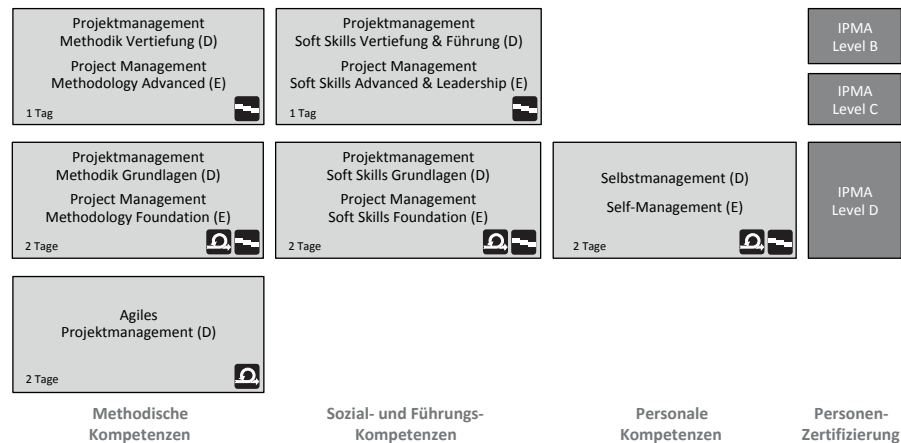 Projektmanagement
Methodik Vertiefung (D)
Project Management
Methodology Advanced (E)
1 Tag
Projektmanagement
Soft Skills Vertiefung & Führung (D)
Project Management
Soft Skills Advanced & Leadership (E)
1 Tag
IPMA
Level B
IPMA
Level C
Projektmanagement
Methodik Grundlagen (D)
Project Management
Methodology Foundation (E)
2 Tage
Projektmanagement
Soft Skills Grundlagen (D)
Project Management
Soft Skills Foundation (E)
2 Tage
Selbstmanagement (D)
Self-Management (E)
2 Tage
IPMA
Level D
Agiles
Projektmanagement (D)
2 Tage
Methodische
Kompetenzen
Sozial- und Führungs-
Kompetenzen
Personale
Kompetenzen
Personen-
Zertifizierung